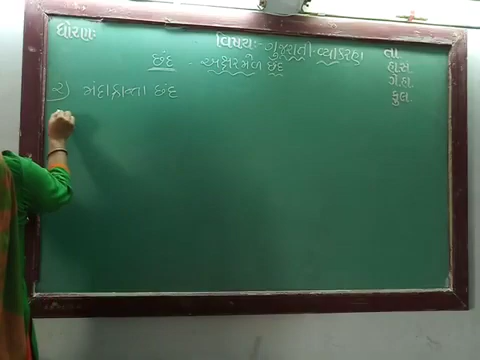 ધોરણઃ વિષયઃ- ગુજરાતી-વ્યાકરણ તા
છંદ - અક્ષરમેળ છંદ હા.સ.
૨) મંદાક્રાન્તા છંદ ગે.હા.
કુલ.